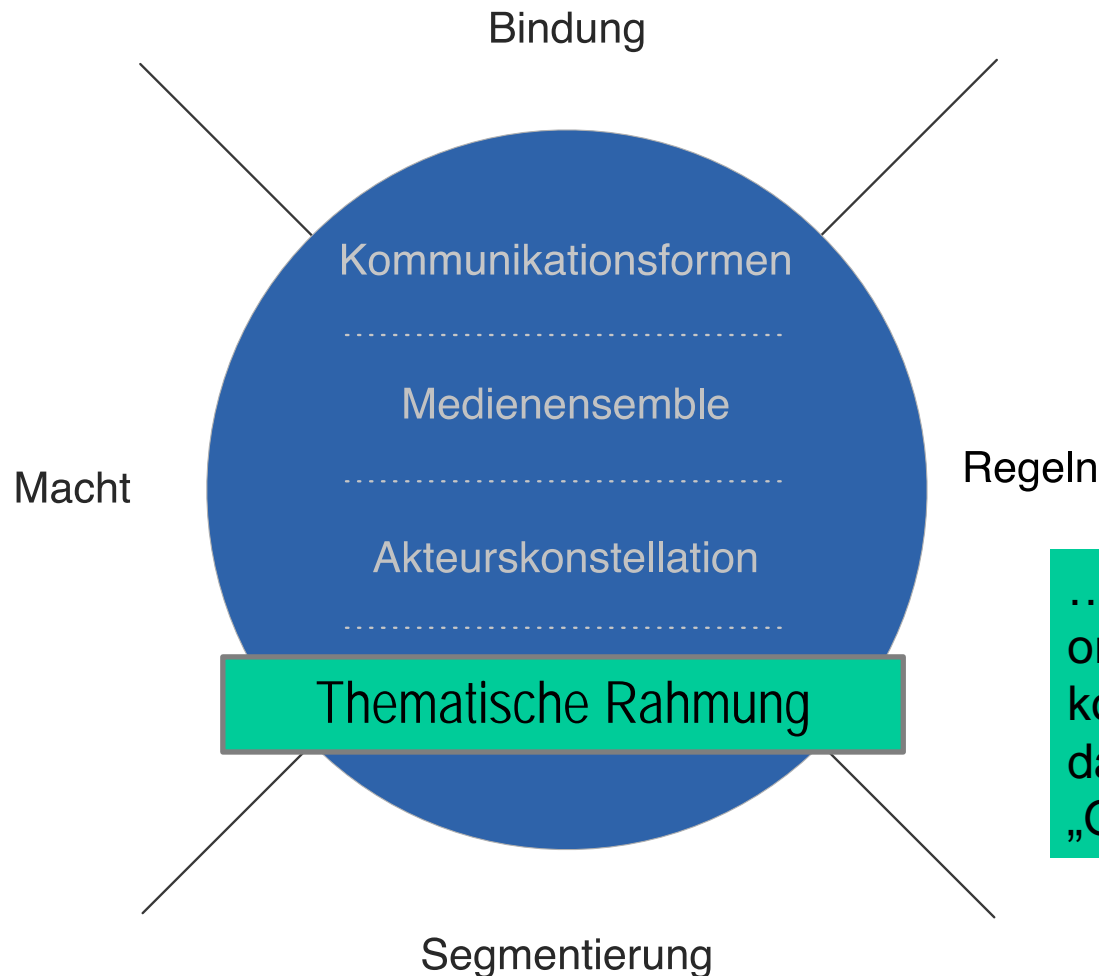 Bindung
Kommunikationsformen
Medienensemble
Macht
Regeln
Akteurskonstellation
Thematische Rahmung
Segmentierung